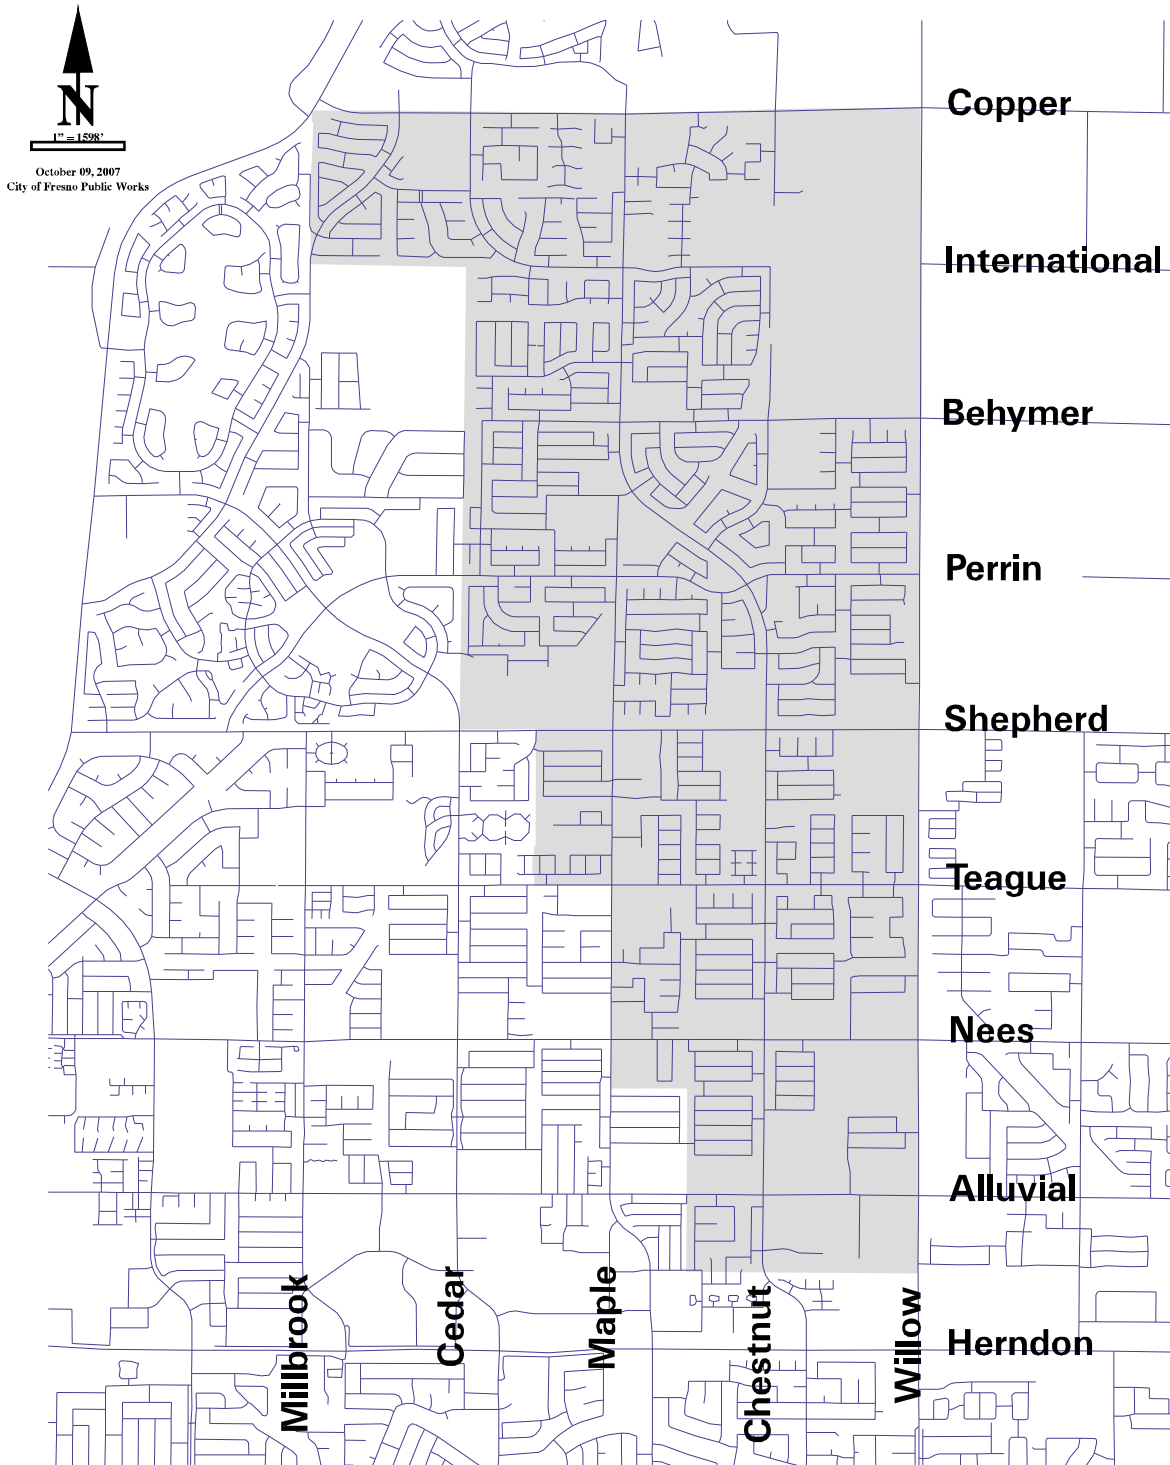 N
1" = 1598'
October 09, 2007
City of Fresno Public Works
Copper
International
Behymer
Perrin
Shepherd
Teague
Nees
Alluvial
Herndon
Millbrook
Cedar
Maple
Chestnut
Willow